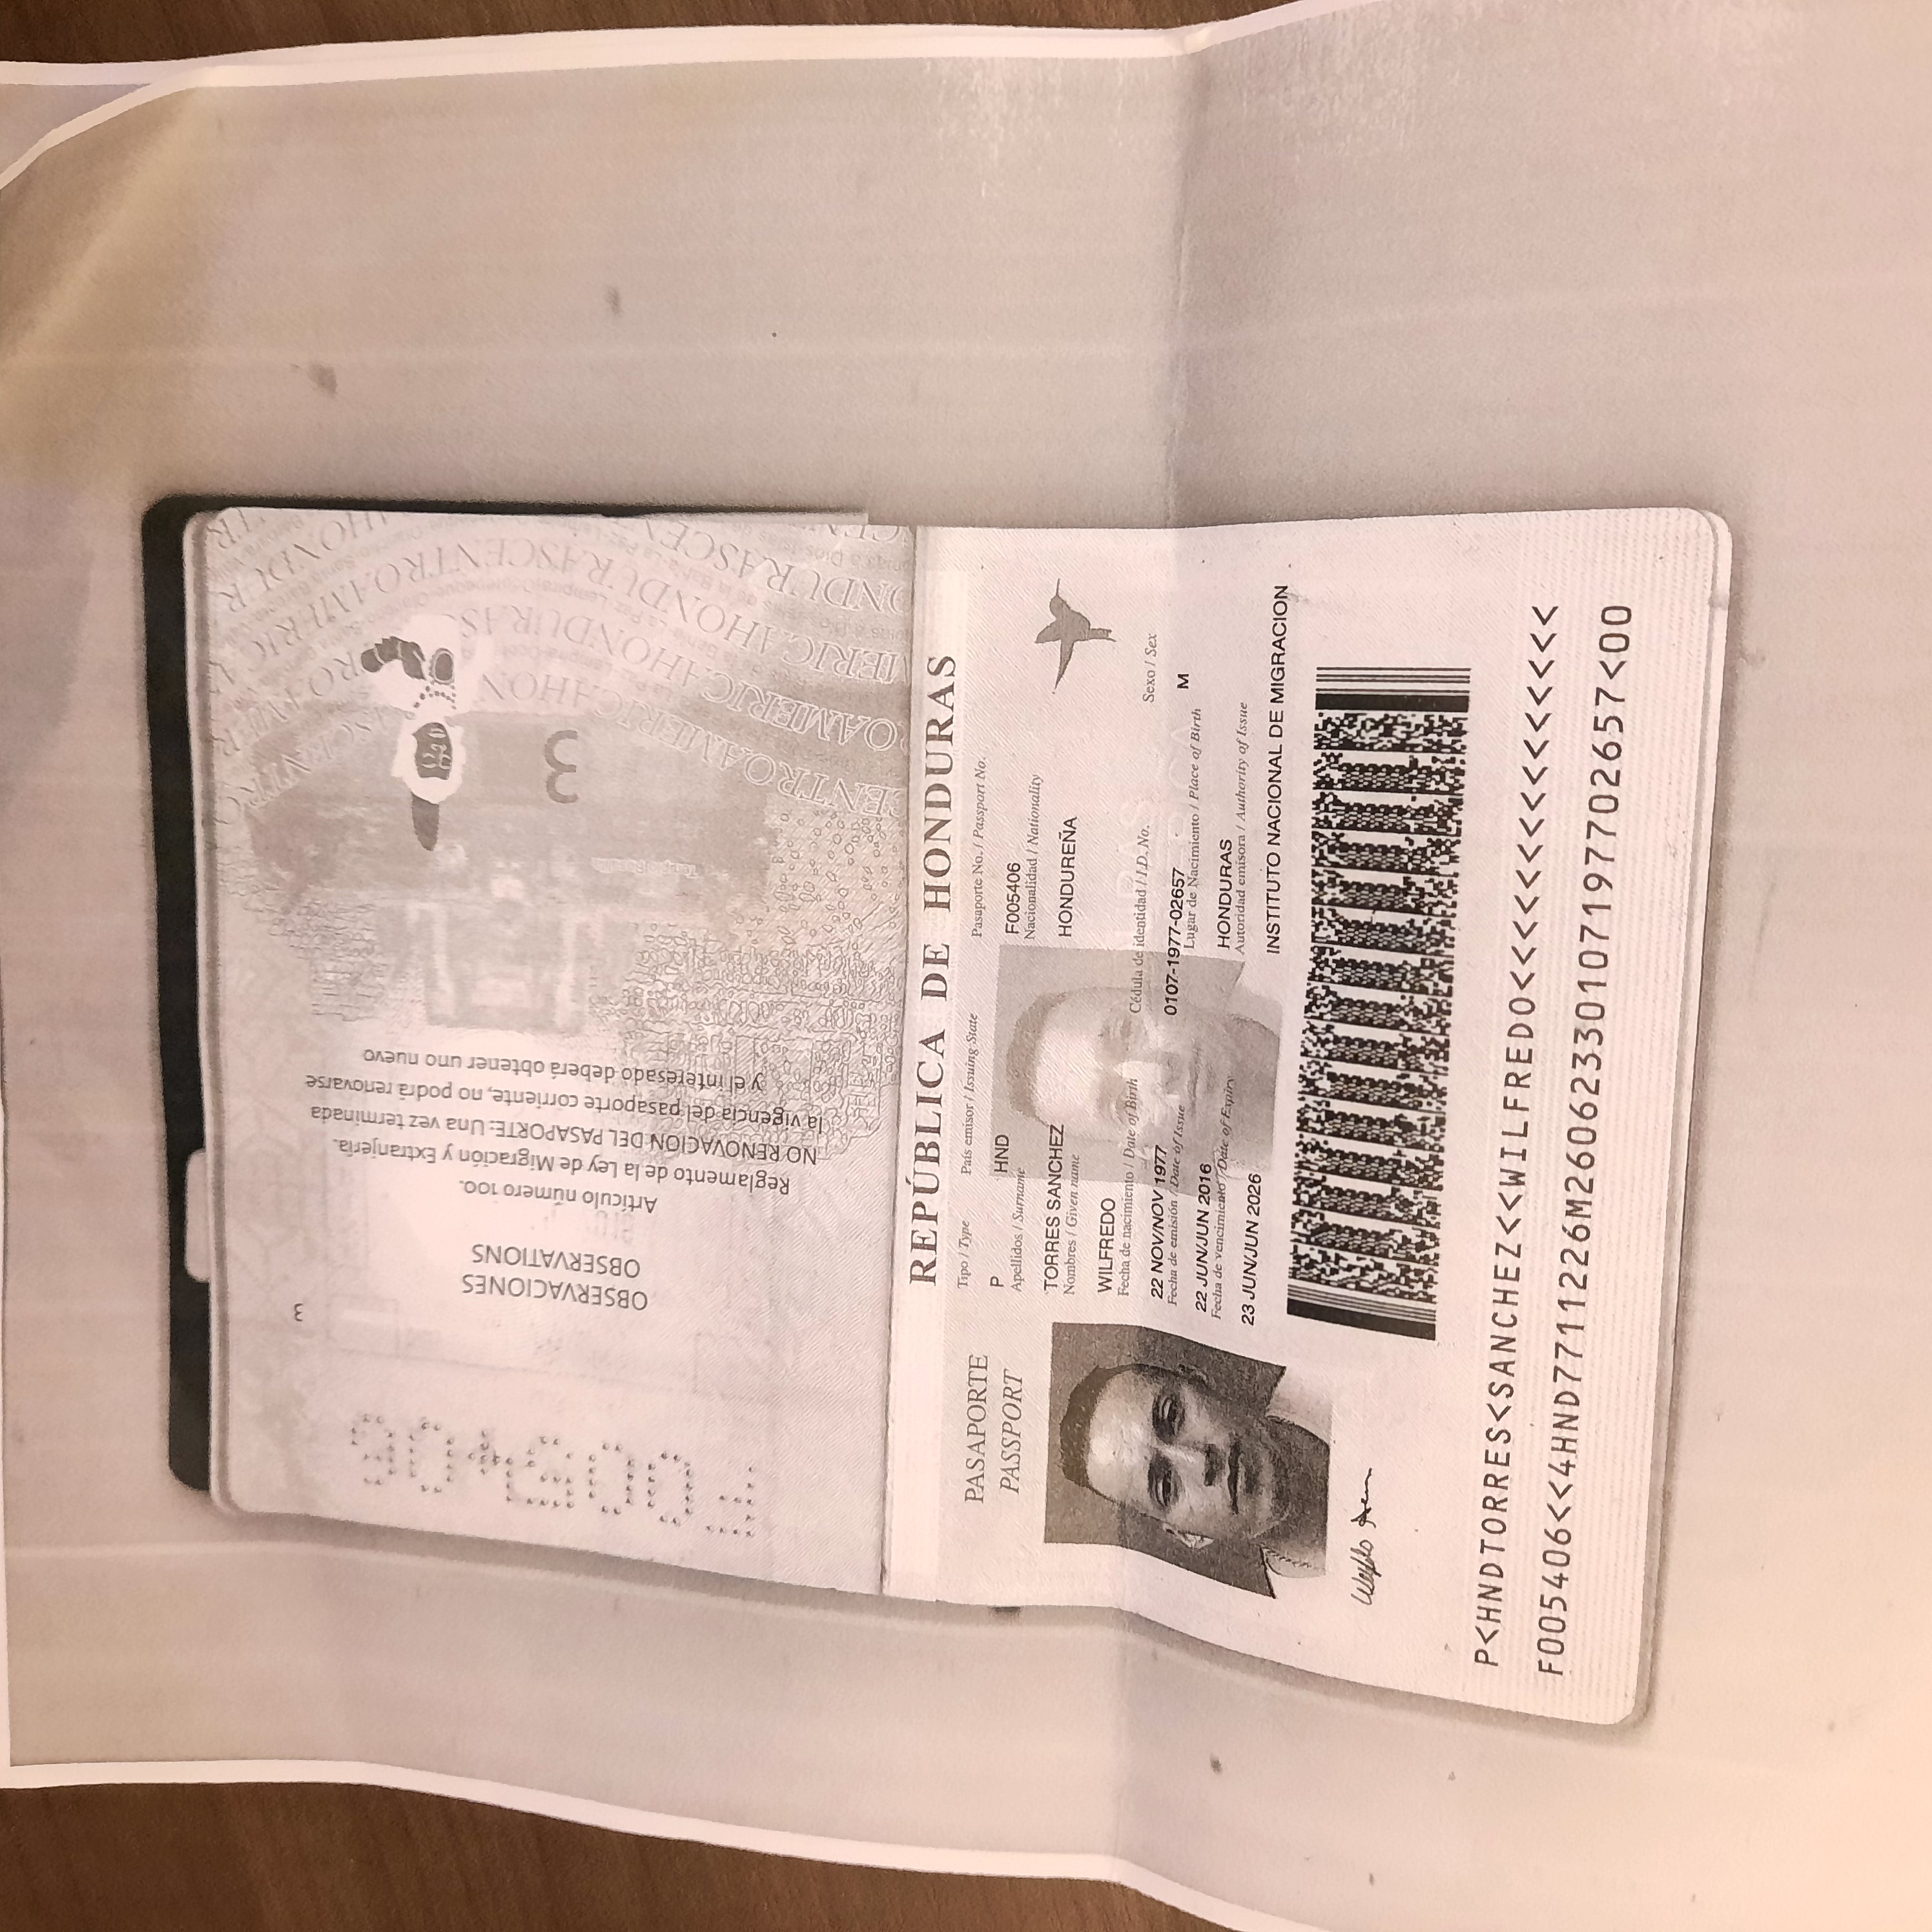 F005406
3
OBSERVACIONES
OBSERVATIONS
Artículo número 100.
Reglamento de la Ley de Migración y Extranjería.
NO RENOVACION DEL PASAPORTE: Una vez terminada
la vigencia del pasaporte corriente, no podrá renovarse
y el interesado deberá obtener uno nuevo
3
REPÚBLICA DE HONDURAS
PASAPORTE
PASSPORT
Tipo / Type País emisor / Issuing State Pasaporte No. / Passport No.
P HND F005406
Apellidos / Surname Nacionalidad / Nationality
TORRES SANCHEZ HONDUREÑA
Nombres / Given name
WILFREDO
Fecha de nacimiento / Date of Birth Cédula de identidad / I.D. No. Sexo / Sex
22 NOV/NOV 1977 0107-1977-02657 M
Fecha de emisión / Date of Issue Lugar de Nacimiento / Place of Birth
22 JUN/JUN 2016 HONDURAS
Fecha de vencimiento / Date of Expiry Autoridad emisora / Authority of Issue
23 JUN/JUN 2026 INSTITUTO NACIONAL DE MIGRACION
P<HNDTORRES<SANCHEZ<<WILFREDO<<<<<<<<<<<<<<<
F005406<<4HND7711226M26062330107197702657<00